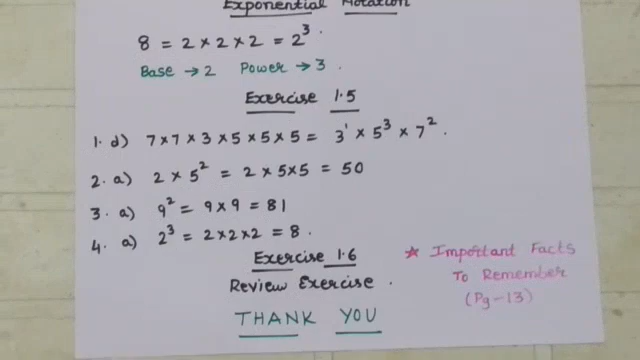 Exponential Notation
8 = 2 × 2 × 2 = 2³.
Base → 2 Power → 3.
Exercise 1.5
1. d) 7 × 7 × 3 × 5 × 5 × 5 = 3¹ × 5³ × 7².
2. a) 2 × 5² = 2 × 5 × 5 = 50
3. a) 9² = 9 × 9 = 81
4. a) 2³ = 2 × 2 × 2 = 8.
Exercise 1.6
Review Exercise.
★ Important Facts
To Remember
(Pg-13)
THANK YOU